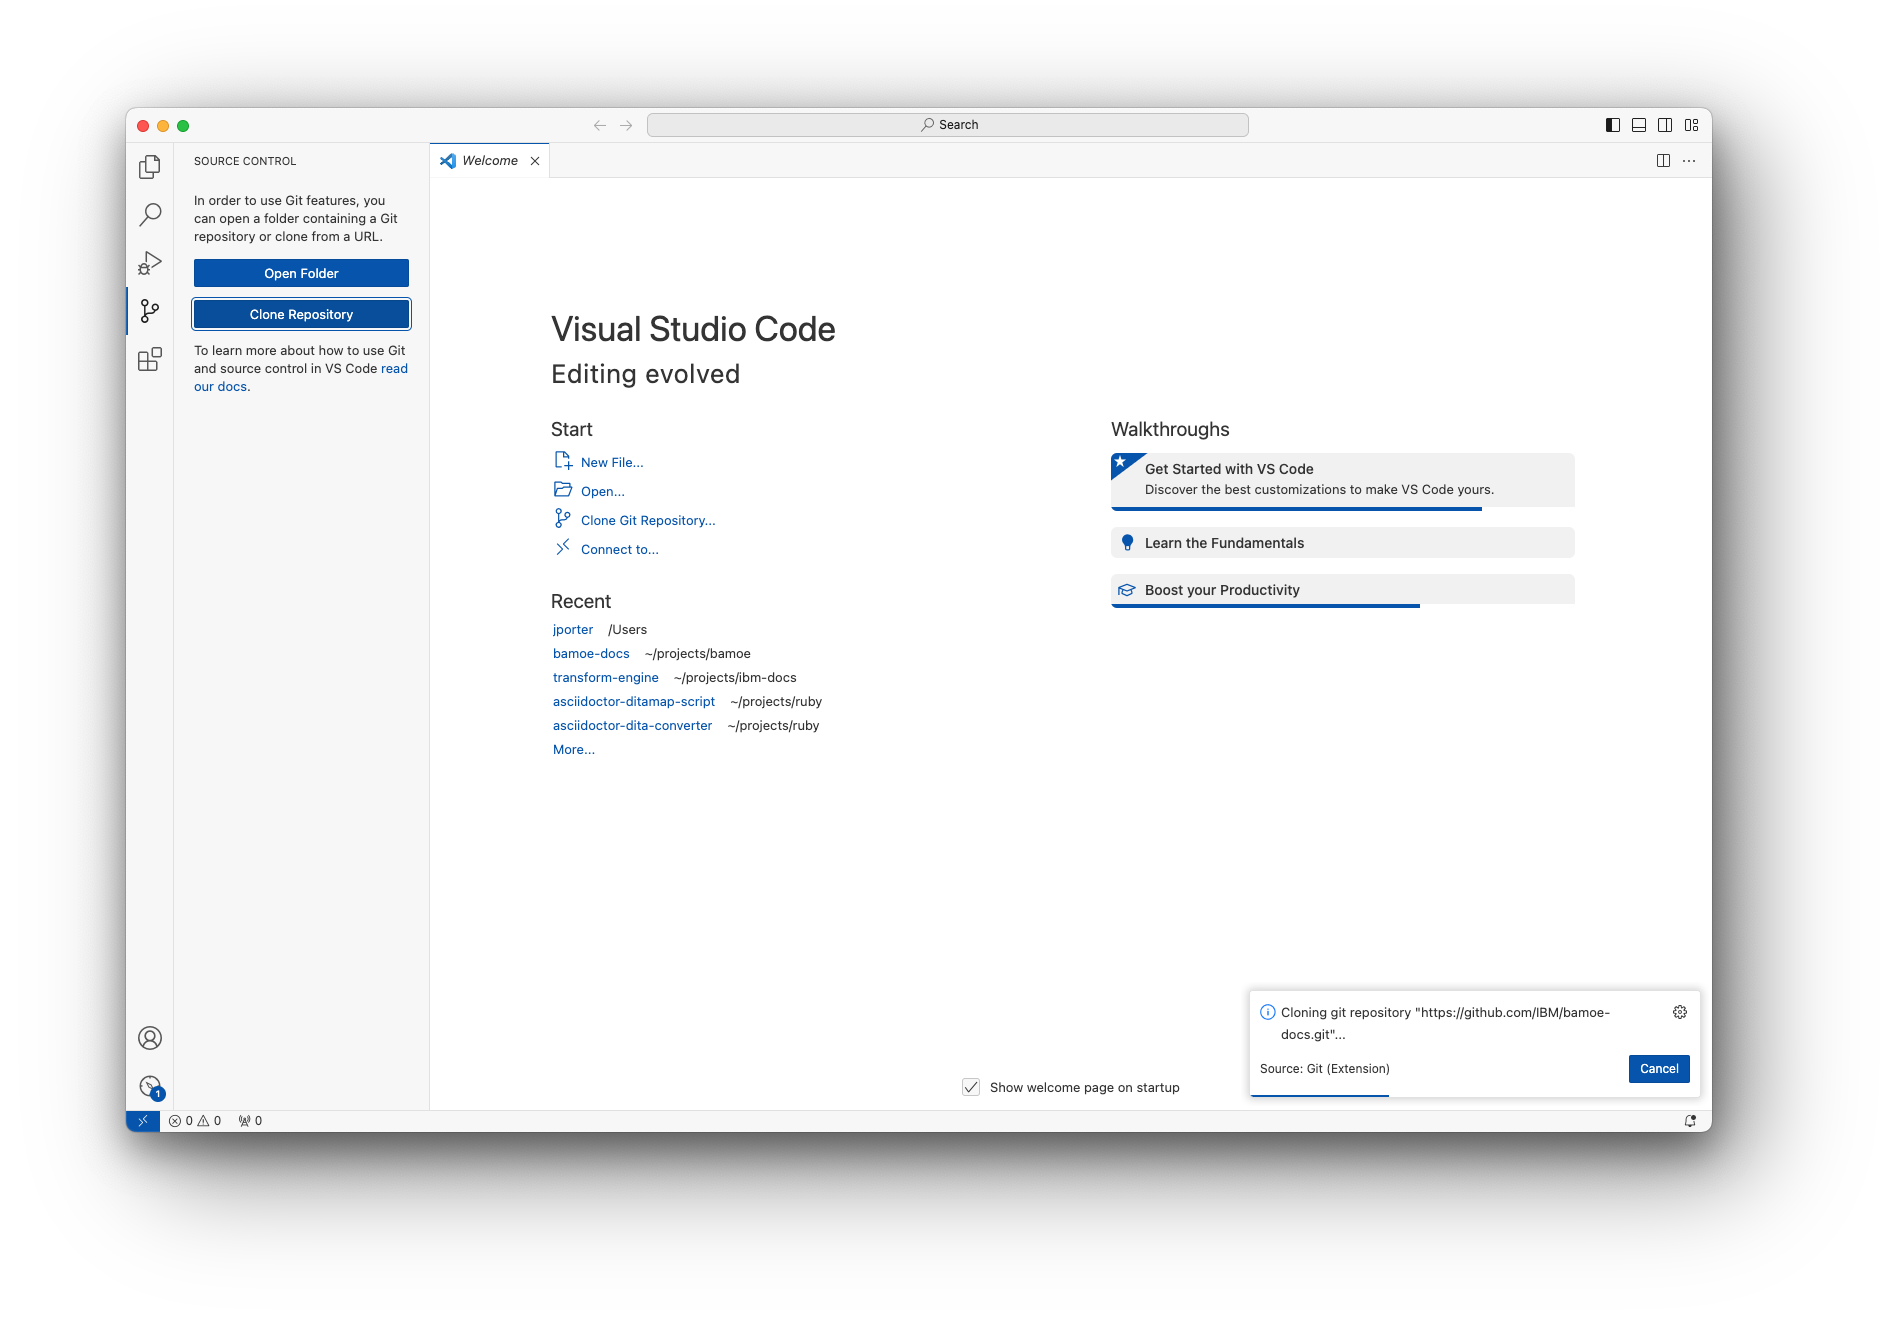 Search
SOURCE CONTROL
Welcome
In order to use Git features, you
can open a folder containing a Git
repository or clone from a URL.
Open Folder
Clone Repository
To learn more about how to use Git
and source control in VS Code read
our docs.
Visual Studio Code
Editing evolved
Start
New File...
Open...
Clone Git Repository...
Connect to...
Recent
jporter /Users
bamoe-docs ~/projects/bamoe
transform-engine ~/projects/ibm-docs
asciidoctor-ditamap-script ~/projects/ruby
asciidoctor-dita-converter ~/projects/ruby
More...
Walkthroughs
Get Started with VS Code
Discover the best customizations to make VS Code yours.
Learn the Fundamentals
Boost your Productivity
Cloning git repository "https://github.com/IBM/bamoe-
docs.git"...
Source: Git (Extension)
Cancel
Show welcome page on startup
1
0 0 0